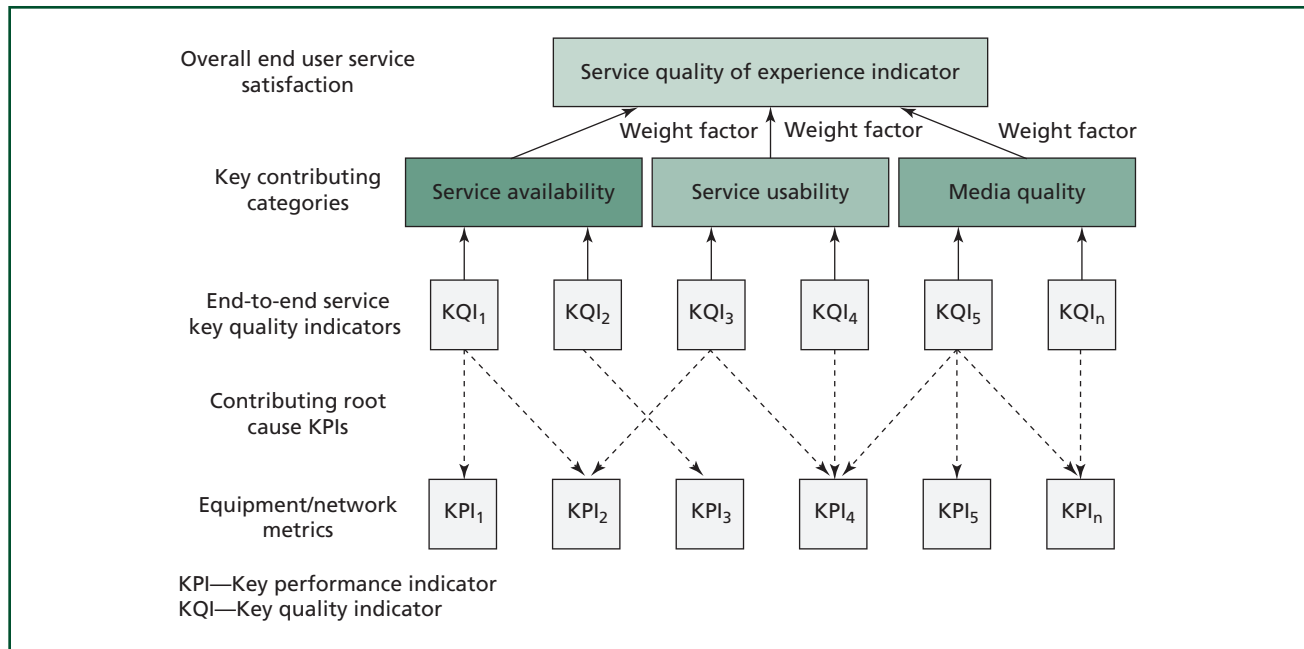 Overall end user service
satisfaction
Service quality of experience indicator
Weight factor
Weight factor
Weight factor
Key contributing
categories
Service availability
Service usability
Media quality
End-to-end service
key quality indicators
KQI₁
KQI₂
KQI₃
KQI₄
KQI₅
KQIₙ
Contributing root
cause KPIs
Equipment/network
metrics
KPI₁
KPI₂
KPI₃
KPI₄
KPI₅
KPIₙ
KPI—Key performance indicator
KQI—Key quality indicator